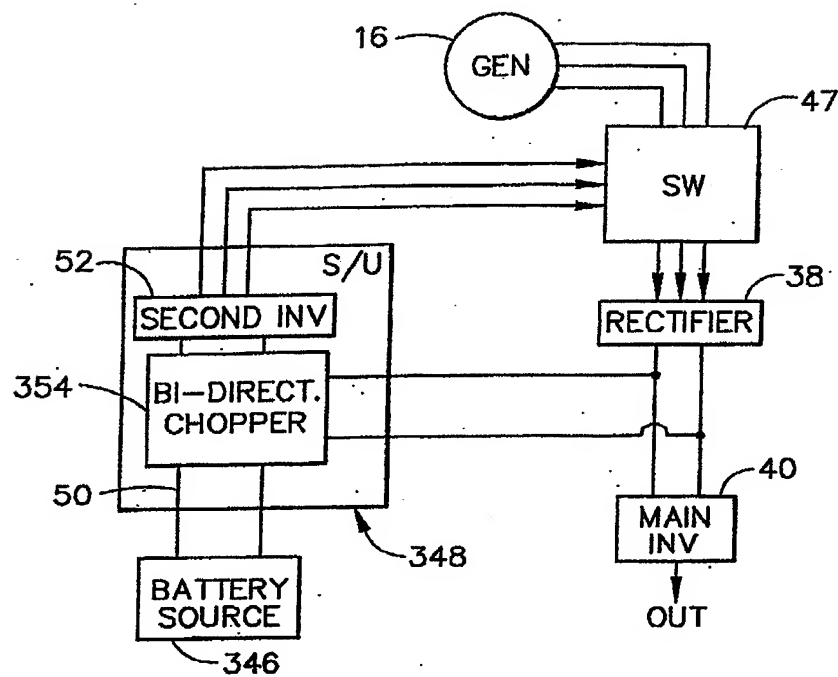 16
GEN
47
SW
52
S/U
38
SECOND INV
RECTIFIER
354
BI-DIRECT.
CHOPPER
50
40
MAIN
INV
348
BATTERY
SOURCE
OUT
346